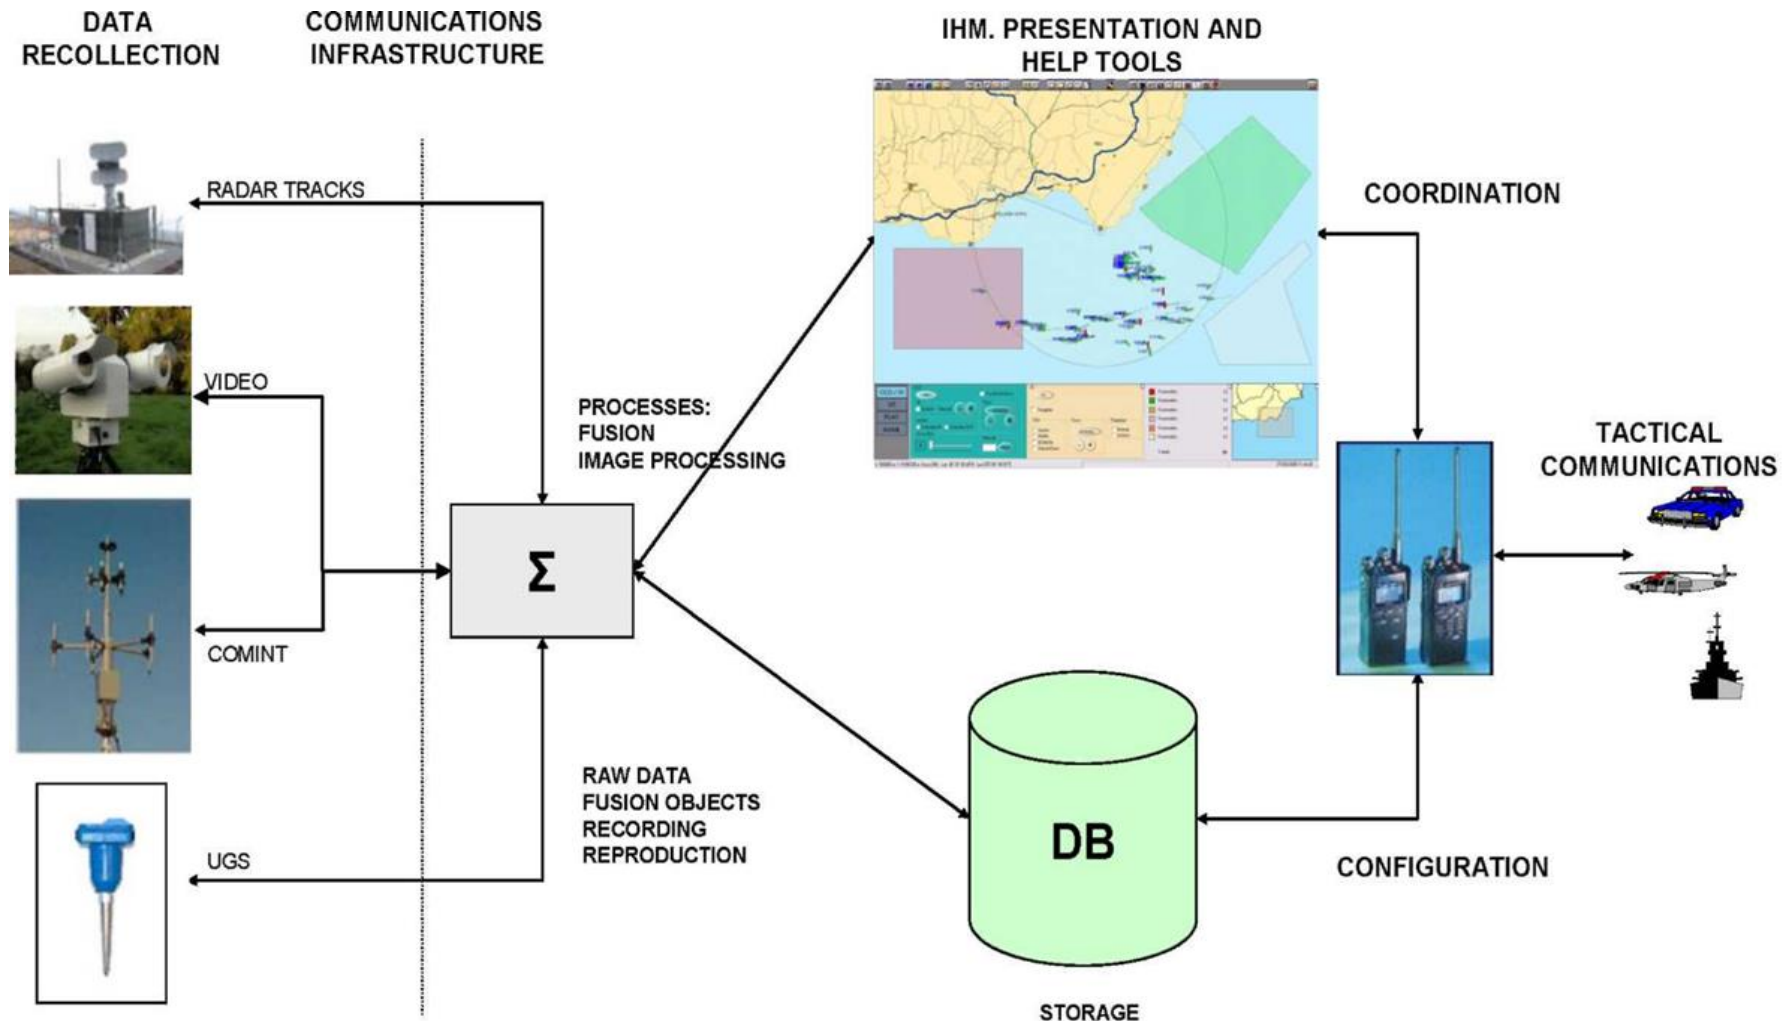 DATA
RECOLLECTION
COMMUNICATIONS
INFRASTRUCTURE
IHM. PRESENTATION AND
HELP TOOLS
RADAR TRACKS
COORDINATION
VIDEO
PROCESSES:
FUSION
IMAGE PROCESSING
TACTICAL
COMMUNICATIONS
Σ
COMINT
RAW DATA
FUSION OBJECTS
RECORDING
REPRODUCTION
DB
UGS
CONFIGURATION
STORAGE